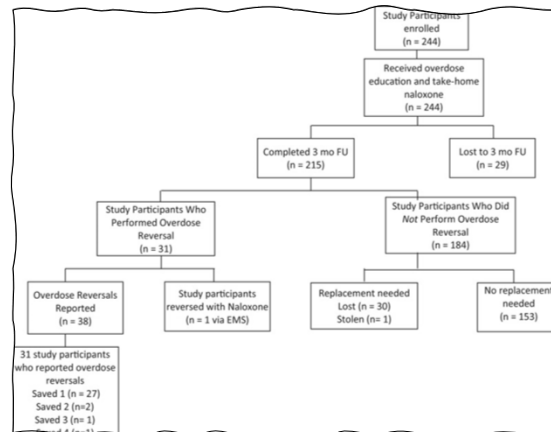 Study Participants
enrolled
(n = 244)
Received overdose
education and take-home
naloxone
(n = 244)
Completed 3 mo FU
(n = 215)
Lost to 3 mo FU
(n = 29)
Study Participants Who
Performed Overdose
Reversal
(n = 31)
Study Participants Who Did
Not Perform Overdose
Reversal
(n = 184)
Overdose Reversals
Reported
(n = 38)
Study participants
reversed with Naloxone
(n = 1 via EMS)
Replacement needed
Lost (n = 30)
Stolen (n= 1)
No replacement
needed
(n = 153)
31 study participants
who reported overdose
reversals
Saved 1 (n = 27)
Saved 2 (n=2)
Saved 3 (n= 1)